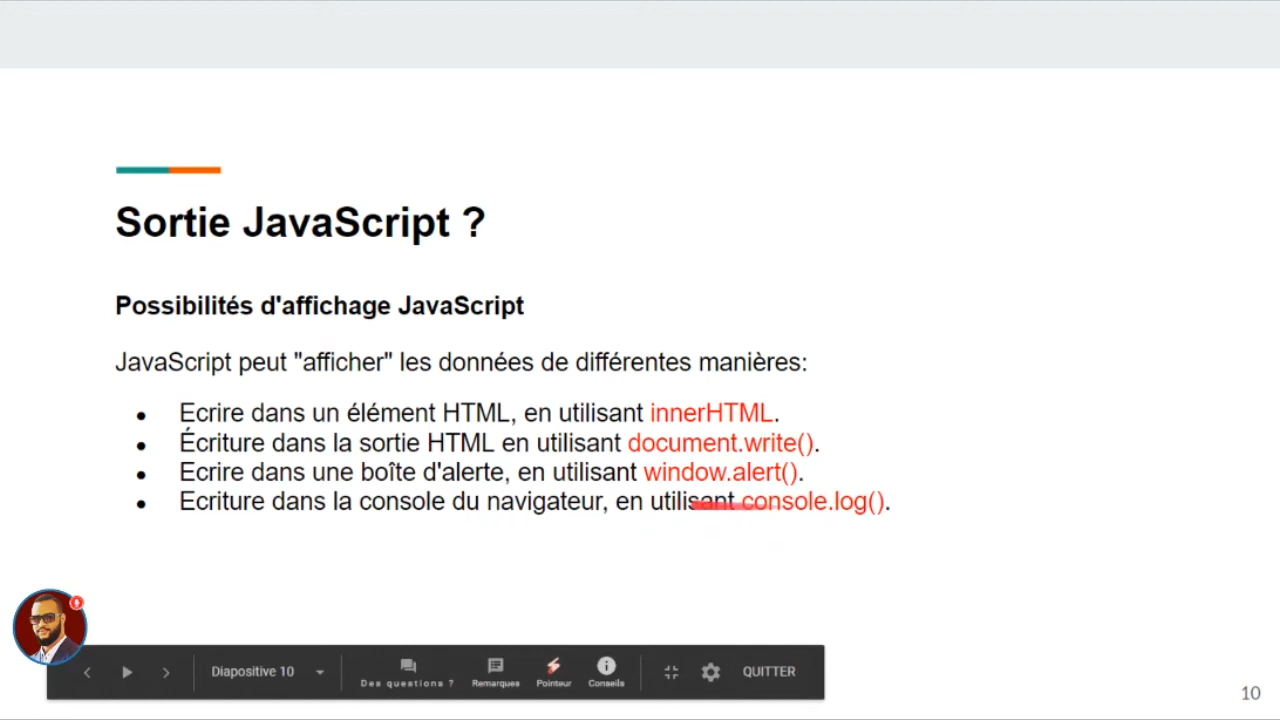 Sortie JavaScript ?
Possibilités d'affichage JavaScript
JavaScript peut "afficher" les données de différentes manières:
● Ecrire dans un élément HTML, en utilisant innerHTML.
● Écriture dans la sortie HTML en utilisant document.write().
● Ecrire dans une boîte d'alerte, en utilisant window.alert().
● Ecriture dans la console du navigateur, en utilisant console.log().
Diapositive 10
Des questions ?
Remarques
Pointeur
Conseils
QUITTER
10